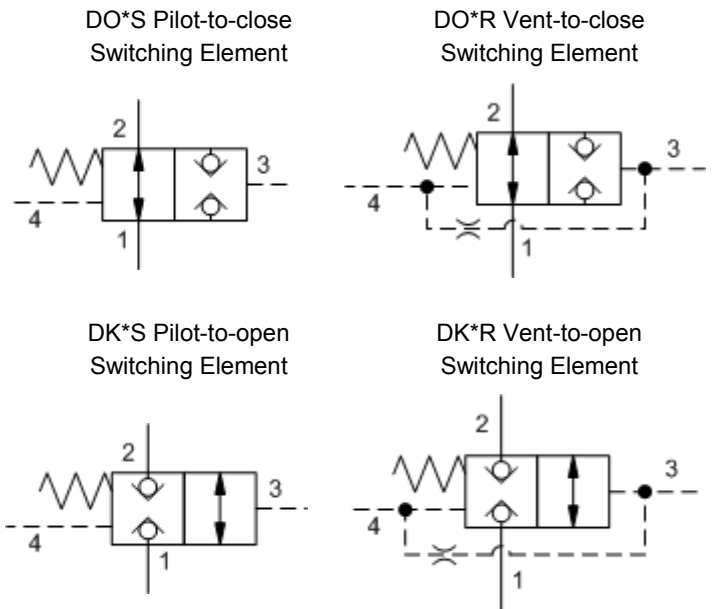 DO*S Pilot-to-close
Switching Element
2
3
4
1
DO*R Vent-to-close
Switching Element
2
3
4
1
DK*S Pilot-to-open
Switching Element
2
3
4
1
DK*R Vent-to-open
Switching Element
2
3
4
1